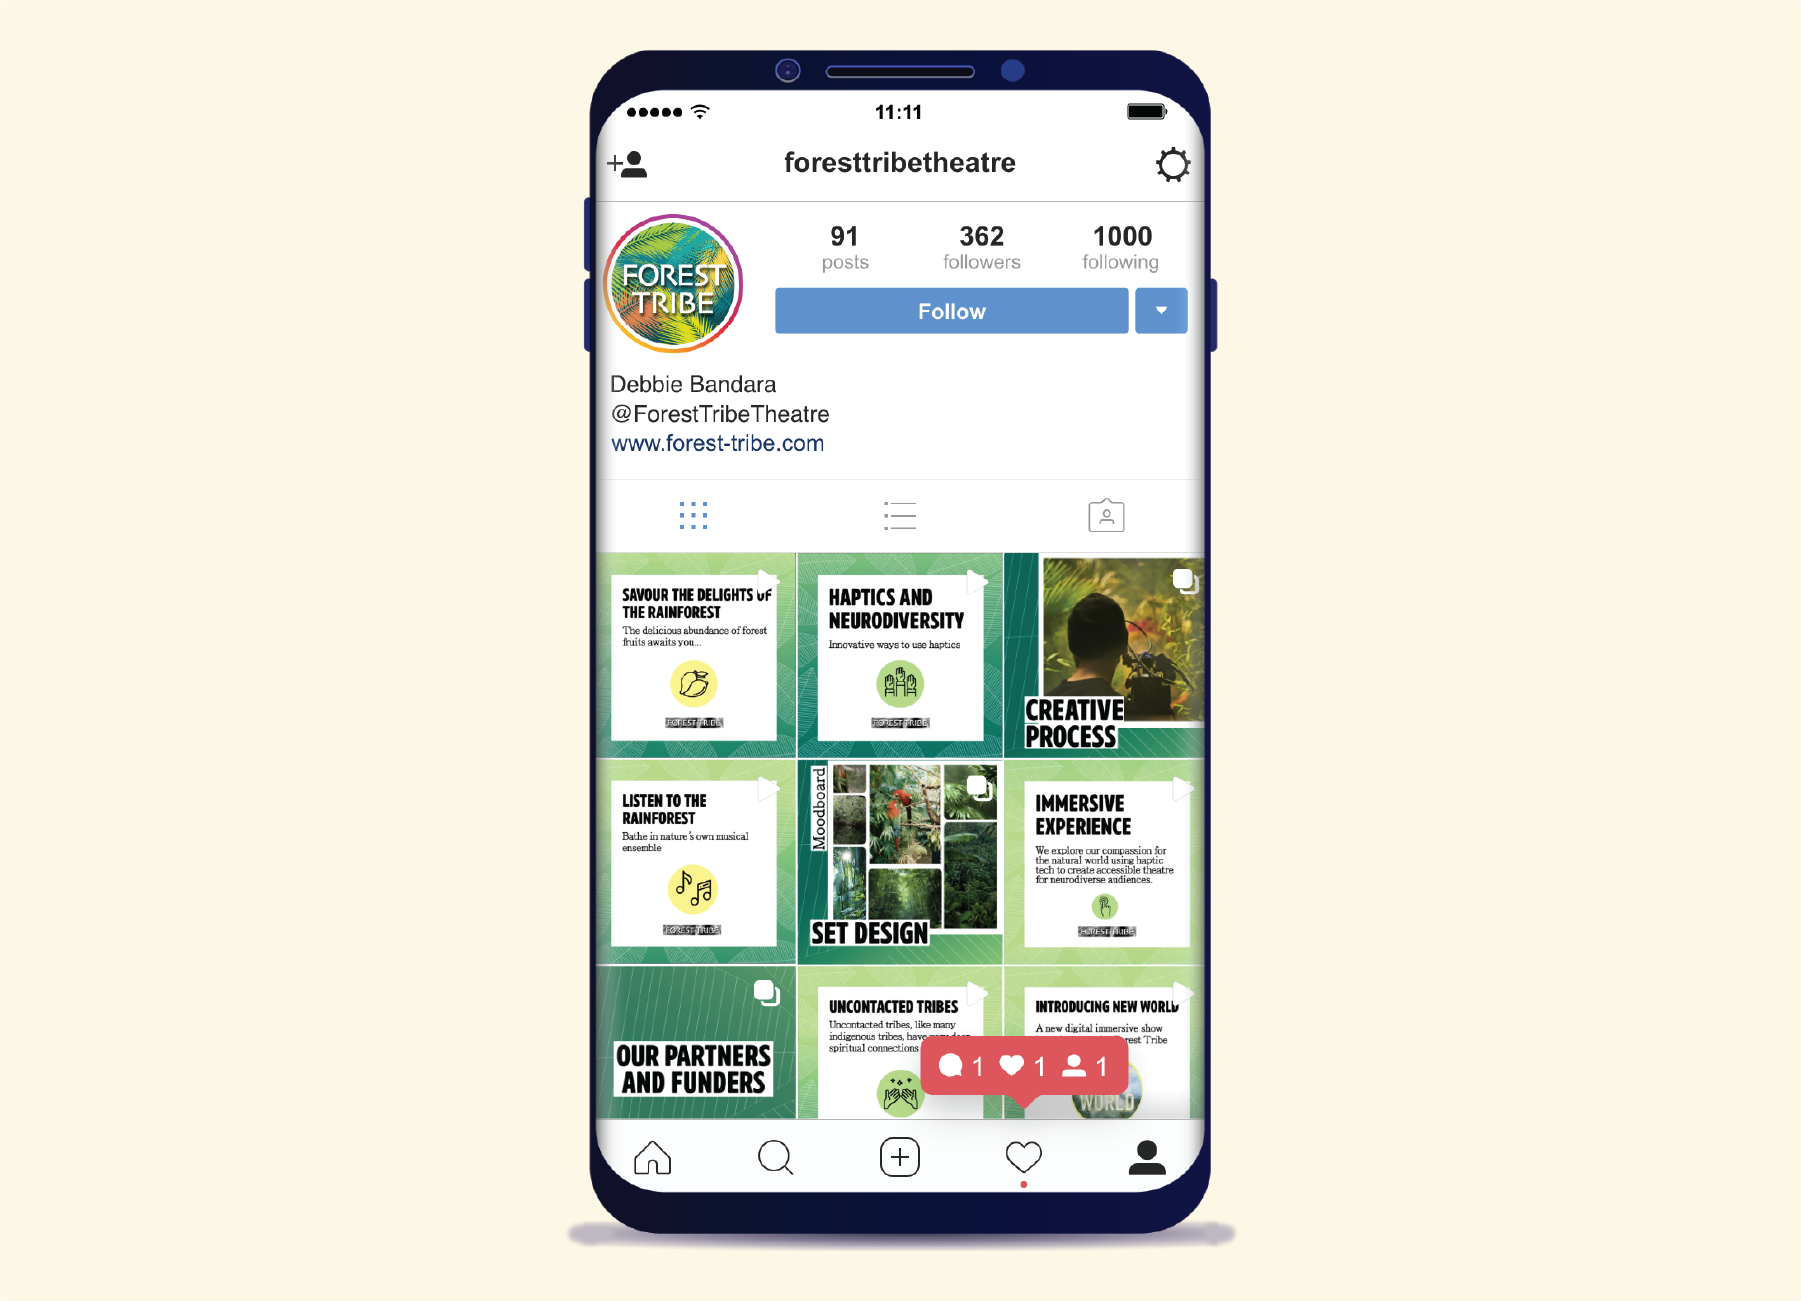 11:11
foresttribetheatre
91
posts
362
followers
1000
following
FOREST
TRIBE
Follow
Debbie Bandara
@ForestTribeTheatre
www.forest-tribe.com
SAVOUR THE DELIGHTS OF
THE RAINFOREST
The delicious abundance of forest
fruits awaits you...
FOREST TRIBE
HAPTICS AND
NEURODIVERSITY
Innovative ways to use haptics
FOREST TRIBE
CREATIVE
PROCESS
LISTEN TO THE
RAINFOREST
Bathe in nature's own musical
ensemble
FOREST TRIBE
Moodboard
SET DESIGN
IMMERSIVE
EXPERIENCE
We explore our compassion for
the natural world using haptic
tech to create accessible theatre
for neurodiverse audiences.
FOREST TRIBE
OUR PARTNERS
AND FUNDERS
UNCONTACTED TRIBES
Uncontacted tribes, like many
indigenous tribes, have
spiritual connections
INTRODUCING NEW WORLD
A new digital immersive show
Tribe
WORLD
1 1 1